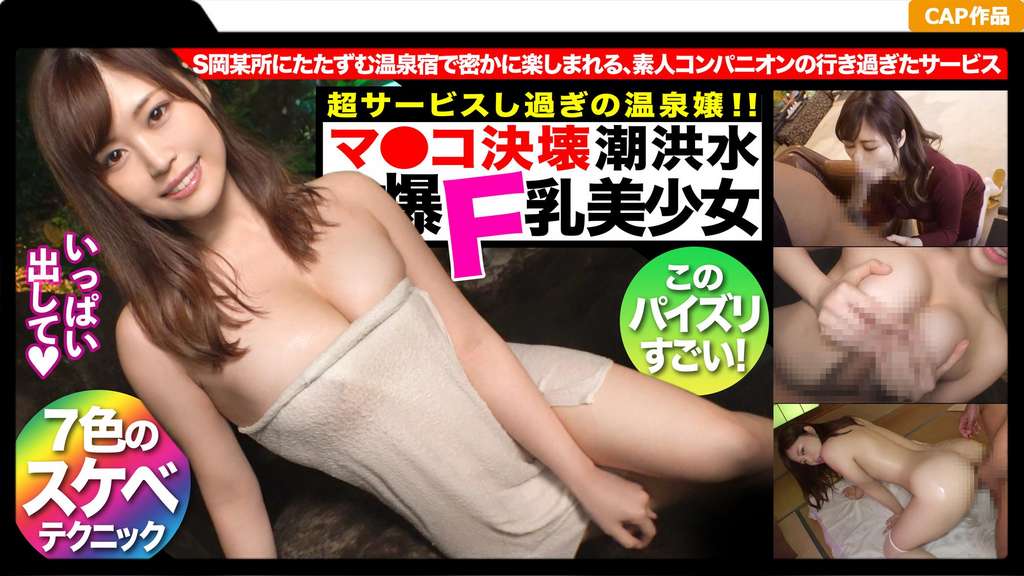 CAP作品
S岡某所にたたずむ温泉宿で密かに楽しまれる、素人コンパニオンの行き過ぎたサービス
超サービスし過ぎの温泉嬢!!
マ●コ決壊潮洪水
爆F乳美少女
いっぱい
出して♥
この
パイズリ
すごい!
7色の
スケベ
テクニック